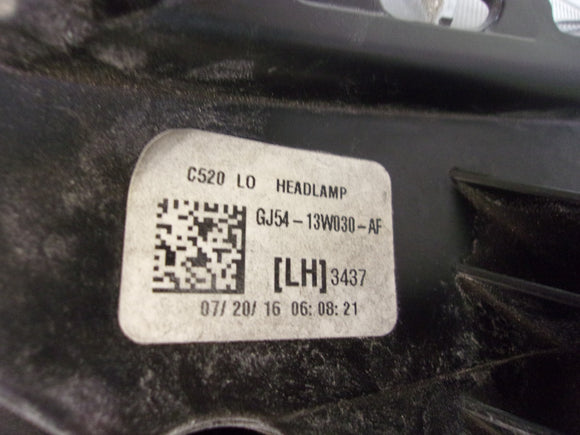 C520 LO HEADLAMP
GJ54-13W030-AF
[LH] 3437
07/20/16 06:08:21